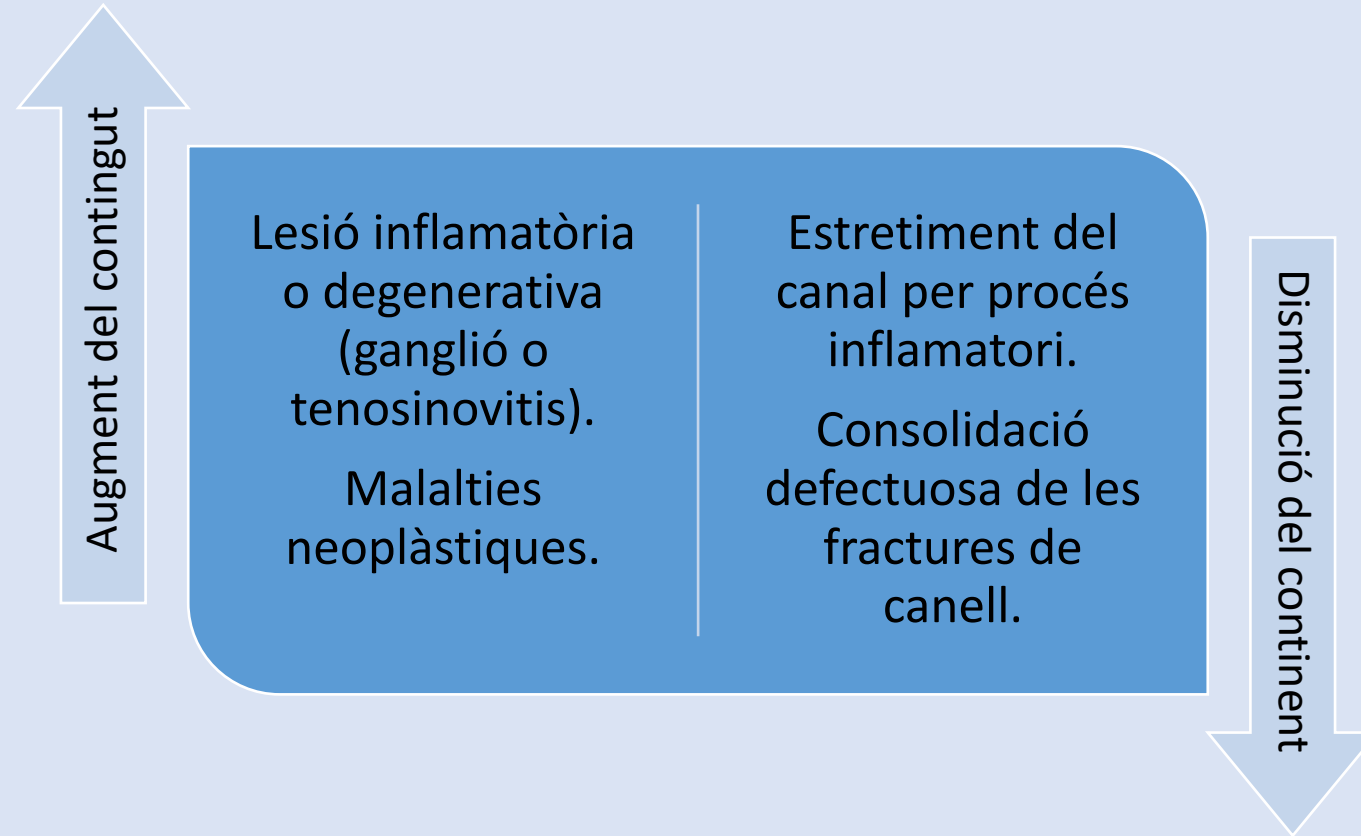 Augment del contingut
Lesió inflamatòria
o degenerativa
(ganglió o
tenosinovitis).
Malalties
neoplàstiques.
Estretiment del
canal per procés
inflamatori.
Consolidació
defectuosa de les
fractures de
canell.
Disminució del continent